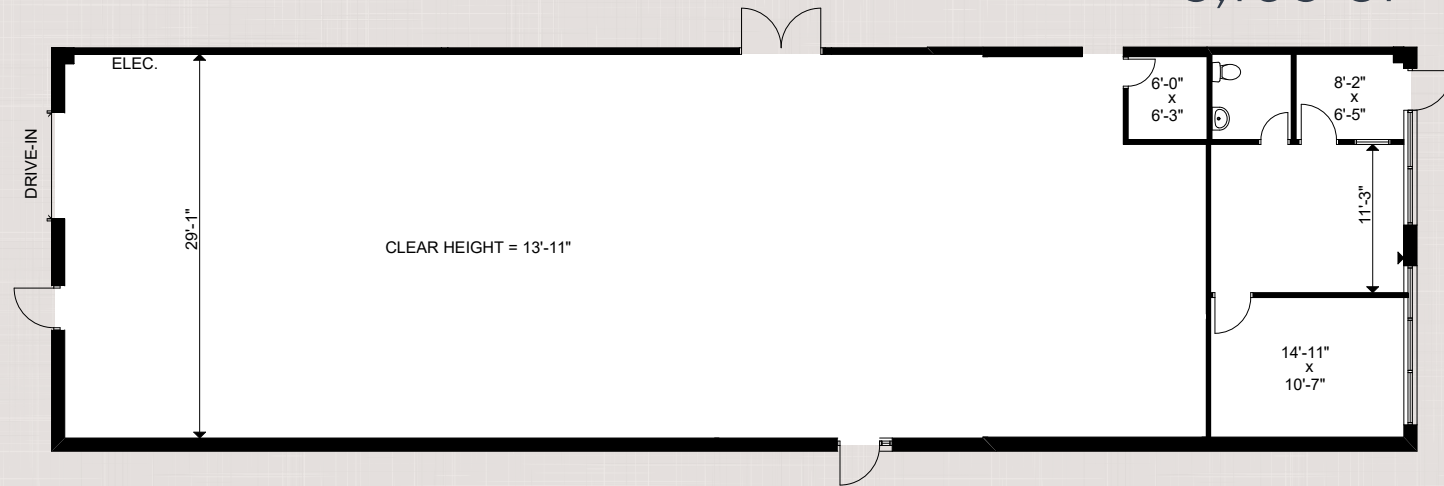 ELEC.
DRIVE-IN
29'-1"
CLEAR HEIGHT = 13'-11"
6'-0"
x
6'-3"
8'-2"
x
6'-5"
11'-3"
14'-11"
x
10'-7"